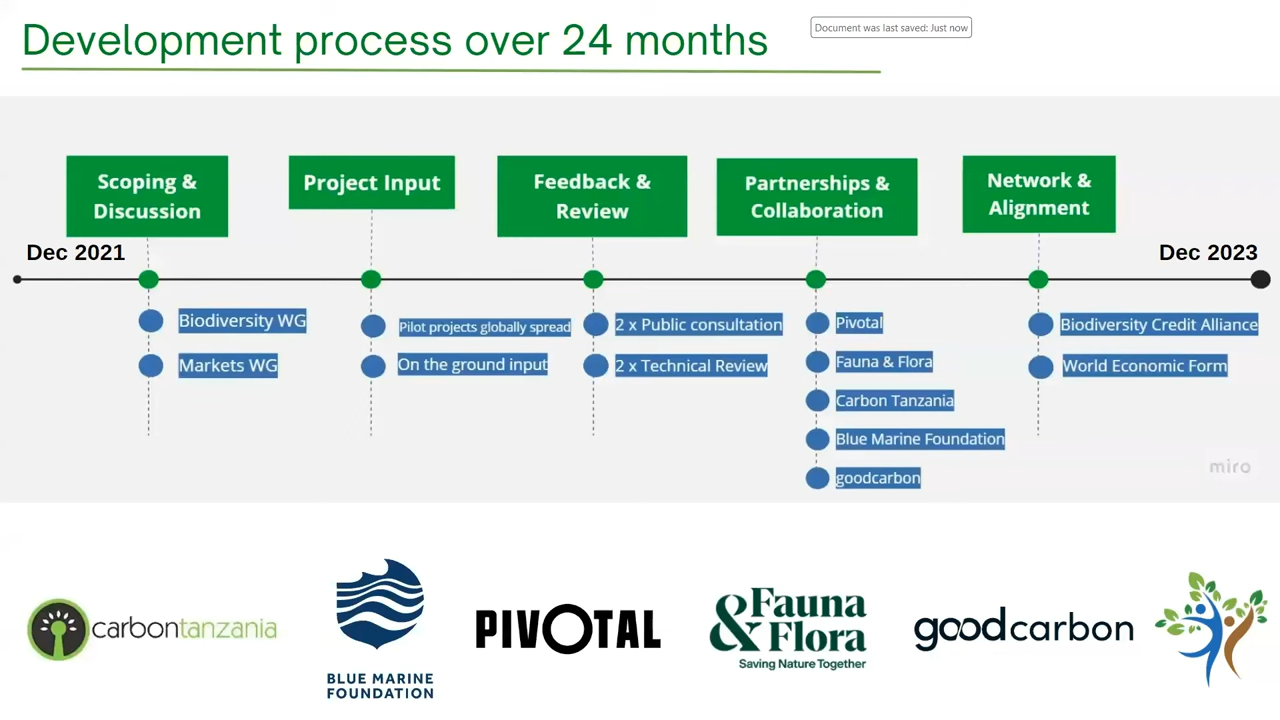 Development process over 24 months
Document was last saved: Just now
Scoping &
Discussion
Project Input
Feedback &
Review
Partnerships &
Collaboration
Network &
Alignment
Dec 2021
Dec 2023
Biodiversity WG
Markets WG
Pilot projects globally spread
On the ground input
2 x Public consultation
2 x Technical Review
Pivotal
Fauna & Flora
Carbon Tanzania
Blue Marine Foundation
goodcarbon
Biodiversity Credit Alliance
World Economic Form
miro
carbontanzania
BLUE MARINE
FOUNDATION
PIVOTAL
Fauna
& Flora
Saving Nature Together
goodcarbon